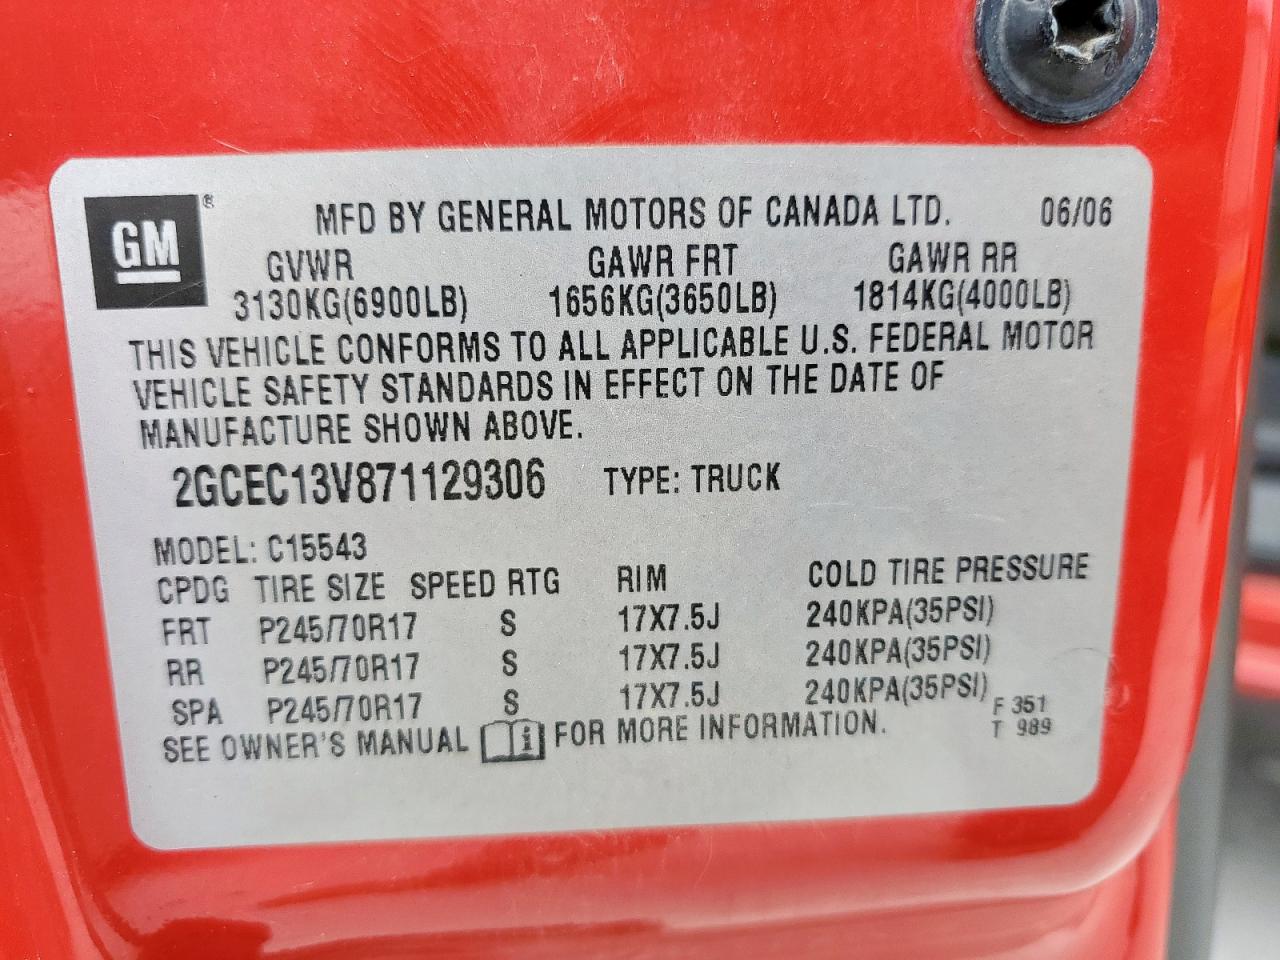 GM ® MFD BY GENERAL MOTORS OF CANADA LTD. 06/06
GVWR GAWR FRT GAWR RR
3130KG(6900LB) 1656KG(3650LB) 1814KG(4000LB)
THIS VEHICLE CONFORMS TO ALL APPLICABLE U.S. FEDERAL MOTOR
VEHICLE SAFETY STANDARDS IN EFFECT ON THE DATE OF
MANUFACTURE SHOWN ABOVE.
2GCEC13V871129306 TYPE: TRUCK
MODEL: C15543
CPDG TIRE SIZE SPEED RTG RIM COLD TIRE PRESSURE
FRT P245/70R17 S 17X7.5J 240KPA(35PSI)
RR P245/70R17 S 17X7.5J 240KPA(35PSI)
SPA P245/70R17 S 17X7.5J 240KPA(35PSI) F 351
SEE OWNER'S MANUAL i FOR MORE INFORMATION. T 989